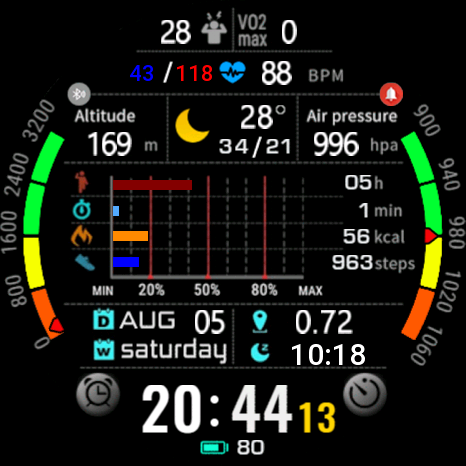 28 VO2 max 0
43 / 118 88 BPM
Altitude
169 m
28°
34/21
Air pressure
996 hpa
3200
2400
1600
800
0
900
940
980
1020
1060
05 h
1 min
56 kcal
963 steps
MIN 20% 50% 80% MAX
D AUG 05
0.72
W saturday
10:18
20:44 13
80